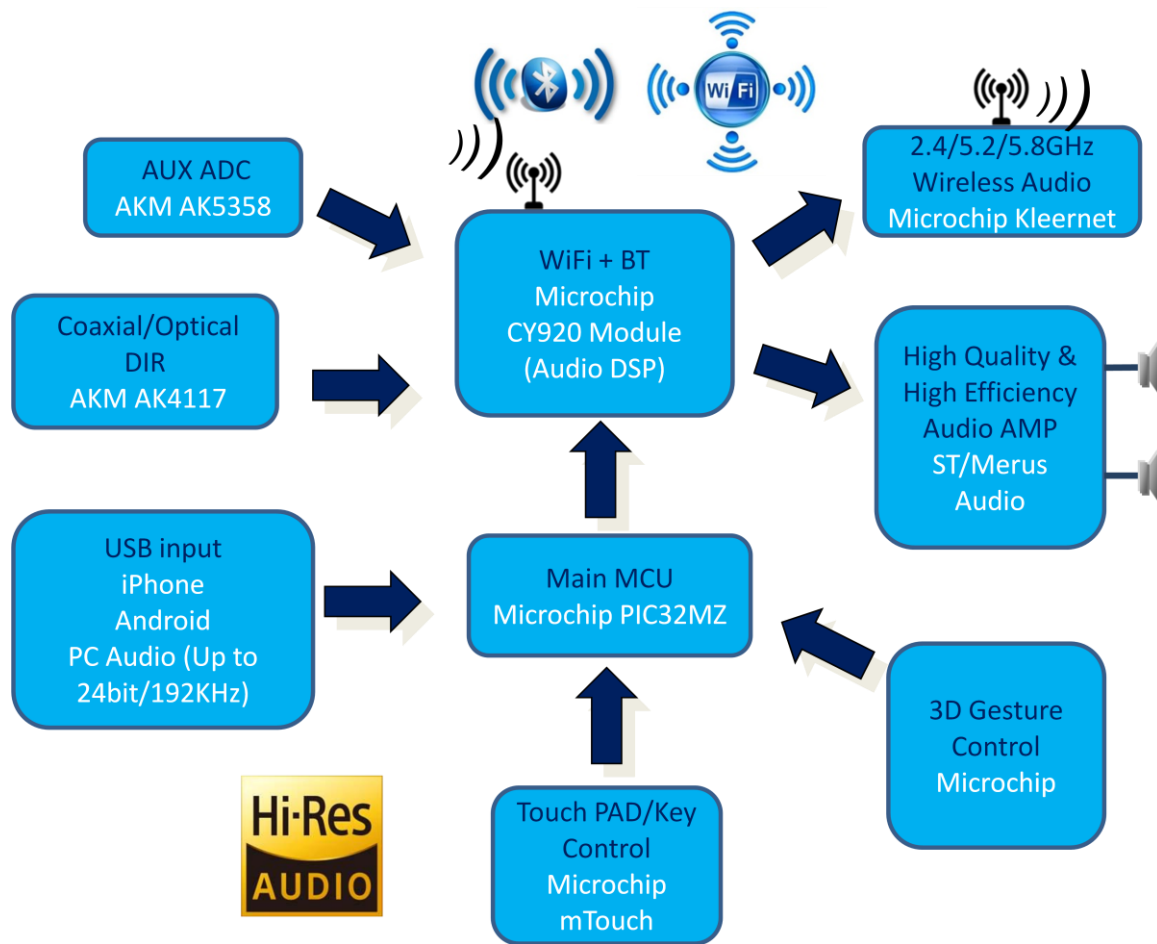 Wi Fi
2.4/5.2/5.8GHz
Wireless Audio
Microchip Kleernet
AUX ADC
AKM AK5358
WiFi + BT
Microchip
CY920 Module
(Audio DSP)
Coaxial/Optical
DIR
AKM AK4117
High Quality &
High Efficiency
Audio AMP
ST/Merus
Audio
USB input
iPhone
Android
PC Audio (Up to
24bit/192KHz)
Main MCU
Microchip PIC32MZ
3D Gesture
Control
Microchip
Hi-Res
AUDIO
Touch PAD/Key
Control
Microchip
mTouch